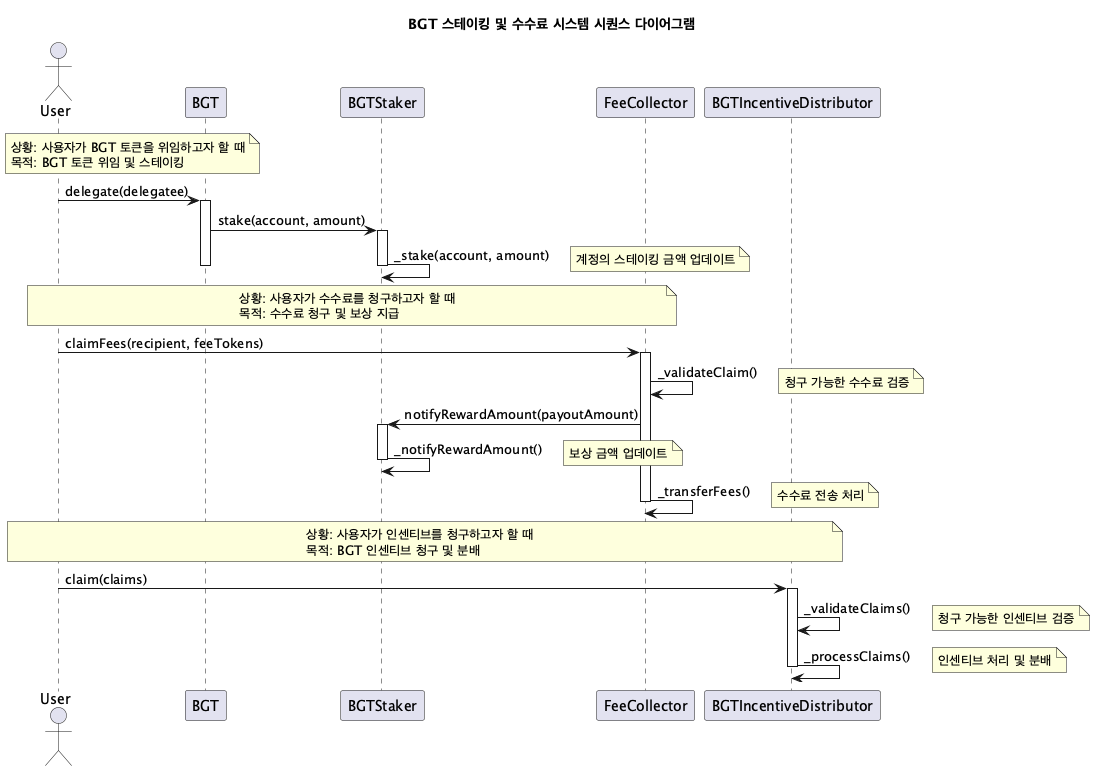 BGT 스테이킹 및 수수료 시스템 시퀀스 다이어그램
User
BGT
BGTStaker
FeeCollector
BGTIncentiveDistributor
상황: 사용자가 BGT 토큰을 위임하고자 할 때
목적: BGT 토큰 위임 및 스테이킹
delegate(delegatee)
stake(account, amount)
_stake(account, amount)
계정의 스테이킹 금액 업데이트
상황: 사용자가 수수료를 청구하고자 할 때
목적: 수수료 청구 및 보상 지급
claimFees(recipient, feeTokens)
_validateClaim()
청구 가능한 수수료 검증
notifyRewardAmount(payoutAmount)
_notifyRewardAmount()
보상 금액 업데이트
_transferFees()
수수료 전송 처리
상황: 사용자가 인센티브를 청구하고자 할 때
목적: BGT 인센티브 청구 및 분배
claim(claims)
_validateClaims()
청구 가능한 인센티브 검증
_processClaims()
인센티브 처리 및 분배
User
BGT
BGTStaker
FeeCollector
BGTIncentiveDistributor